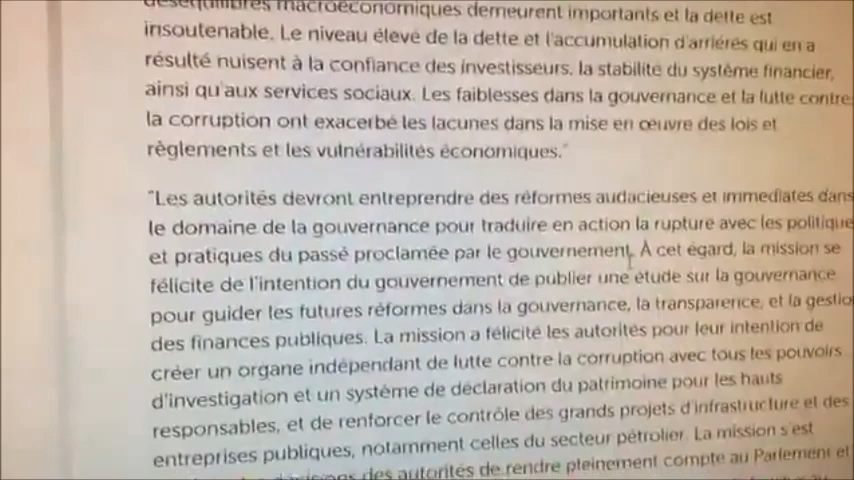 déséquilibres macroéconomiques demeurent importants et la dette est
insoutenable. Le niveau élevé de la dette et l'accumulation d'arriérés qui en a
résulté nuisent à la confiance des investisseurs, la stabilité du système financier,
ainsi qu'aux services sociaux. Les faiblesses dans la gouvernance et la lutte contre
la corruption ont exacerbé les lacunes dans la mise en œuvre des lois et
règlements et les vulnérabilités économiques."
"Les autorités devront entreprendre des réformes audacieuses et immédiates dans
le domaine de la gouvernance pour traduire en action la rupture avec les politique
et pratiques du passé proclamée par le gouvernement. À cet égard, la mission se
félicite de l'intention du gouvernement de publier une étude sur la gouvernance
pour guider les futures réformes dans la gouvernance, la transparence, et la gestio
des finances publiques. La mission a félicité les autorités pour leur intention de
créer un organe indépendant de lutte contre la corruption avec tous les pouvoirs
d'investigation et un système de déclaration du patrimoine pour les hauts
responsables, et de renforcer le contrôle des grands projets d'infrastructure et des
entreprises publiques, notamment celles du secteur pétrolier. La mission s'est
des autorités de rendre pleinement compte au Parlement et